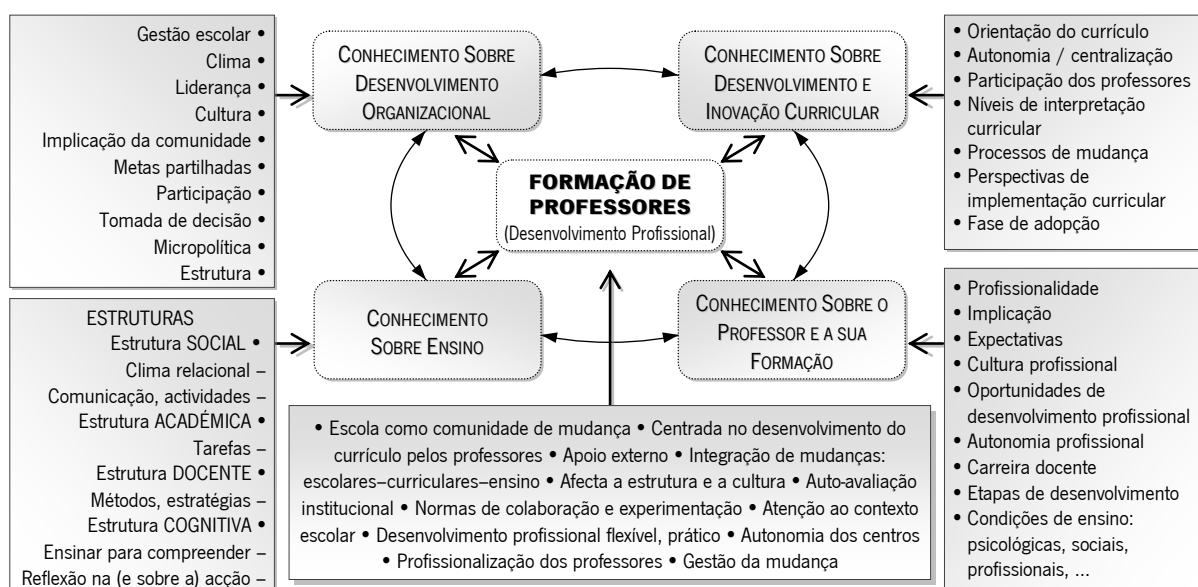 Gestão escolar •
Clima •
Liderança •
Cultura •
Implicação da comunidade •
Metas partilhadas •
Participação •
Tomada de decisão •
Micropolítica •
Estrutura •
CONHECIMENTO SOBRE
DESENVOLVIMENTO
ORGANIZACIONAL
CONHECIMENTO SOBRE
DESENVOLVIMENTO E
INOVAÇÃO CURRICULAR
• Orientação do currículo
• Autonomia / centralização
• Participação dos professores
• Níveis de interpretação
curricular
• Processos de mudança
• Perspectivas de
implementação curricular
• Fase de adopção
FORMAÇÃO DE
PROFESSORES
(Desenvolvimento Profissional)
ESTRUTURAS
Estrutura SOCIAL •
Clima relacional –
Comunicação, actividades –
Estrutura ACADÉMICA •
Tarefas –
Estrutura DOCENTE •
Métodos, estratégias –
Estrutura COGNITIVA •
Ensinar para compreender –
Reflexão na (e sobre a) acção –
CONHECIMENTO
SOBRE ENSINO
CONHECIMENTO SOBRE O
PROFESSOR E A SUA
FORMAÇÃO
• Profissionalidade
• Implicação
• Expectativas
• Cultura profissional
• Oportunidades de
desenvolvimento profissional
• Autonomia profissional
• Carreira docente
• Etapas de desenvolvimento
• Condições de ensino:
psicológicas, sociais,
profissionais, ...
• Escola como comunidade de mudança • Centrada no desenvolvimento do
currículo pelos professores • Apoio externo • Integração de mudanças:
escolares–curriculares–ensino • Afecta a estrutura e a cultura • Auto-avaliação
institucional • Normas de colaboração e experimentação • Atenção ao contexto
escolar • Desenvolvimento profissional flexível, prático • Autonomia dos centros
• Profissionalização dos professores • Gestão da mudança